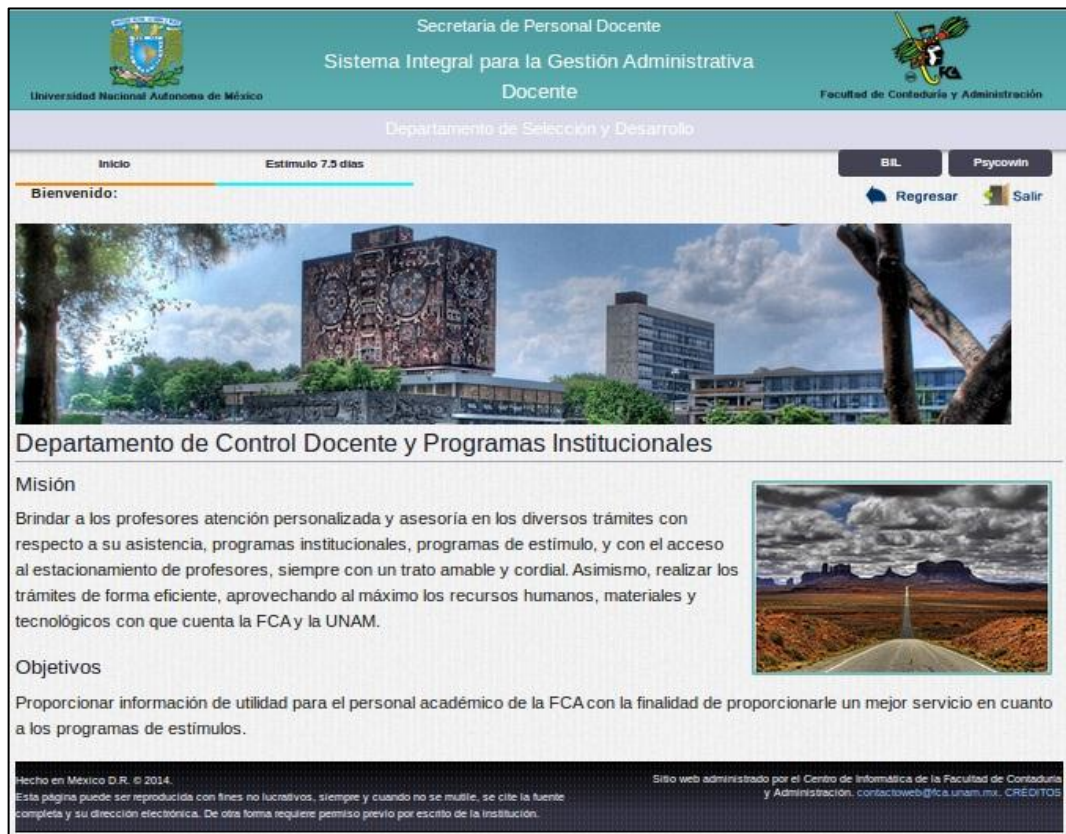 Secretaria de Personal Docente
Sistema Integral para la Gestión Administrativa
Docente
Universidad Nacional Autonoma de México
FCA
Facultad de Contaduría y Administración
Departamento de Selección y Desarrollo
Inicio
Estímulo 7.5 días
BIL
Psycowin
Bienvenido:
Regresar
Salir
Departamento de Control Docente y Programas Institucionales
Misión
Brindar a los profesores atención personalizada y asesoría en los diversos trámites con
respecto a su asistencia, programas institucionales, programas de estímulo, y con el acceso
al estacionamiento de profesores, siempre con un trato amable y cordial. Asimismo, realizar los
trámites de forma eficiente, aprovechando al máximo los recursos humanos, materiales y
tecnológicos con que cuenta la FCA y la UNAM.
Objetivos
Proporcionar información de utilidad para el personal académico de la FCA con la finalidad de proporcionarle un mejor servicio en cuanto
a los programas de estímulos.
Hecho en México D.R. © 2014.
Esta página puede ser reproducida con fines no lucrativos, siempre y cuando no se mutile, se cite la fuente
completa y su dirección electrónica. De otra forma requiere permiso previo por escrito de la institución.
Sitio web administrado por el Centro de Informática de la Facultad de Contaduría
y Administración. contactoweb@fca.unam.mx. CRÉDITOS